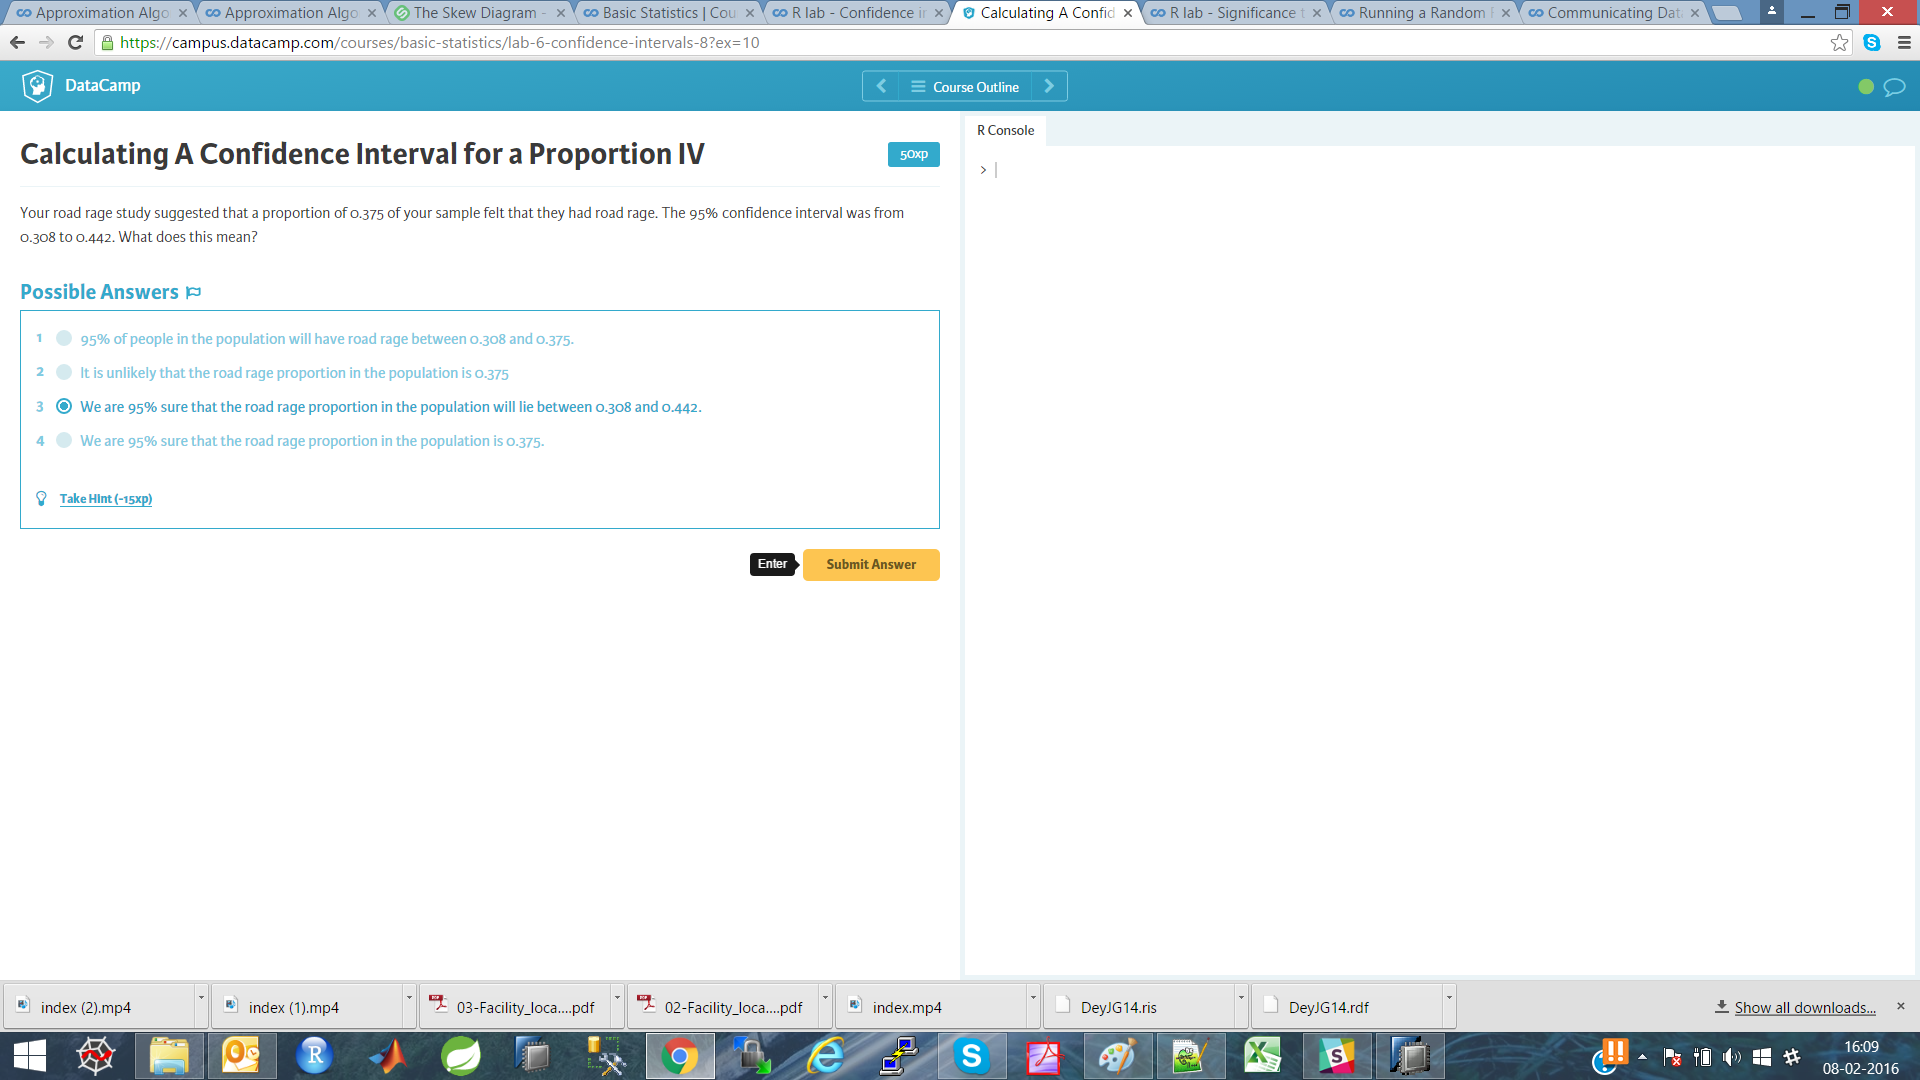 Approximation Algo
Approximation Algo
The Skew Diagram -
Basic Statistics | Cou
R lab - Confidence in
Calculating A Confid
R lab - Significance t
Running a Random F
Communicating Data
https://campus.datacamp.com/courses/basic-statistics/lab-6-confidence-intervals-8?ex=10
DataCamp
Course Outline
Calculating A Confidence Interval for a Proportion IV
50xp
Your road rage study suggested that a proportion of 0.375 of your sample felt that they had road rage. The 95% confidence interval was from
0.308 to 0.442. What does this mean?
Possible Answers
1 95% of people in the population will have road rage between 0.308 and 0.375.
2 It is unlikely that the road rage proportion in the population is 0.375
3 We are 95% sure that the road rage proportion in the population will lie between 0.308 and 0.442.
4 We are 95% sure that the road rage proportion in the population is 0.375.
Take Hint (-15xp)
Enter
Submit Answer
R Console
>
index (2).mp4
index (1).mp4
03-Facility_loca....pdf
02-Facility_loca....pdf
index.mp4
DeyJG14.ris
DeyJG14.rdf
Show all downloads...
16:09
08-02-2016